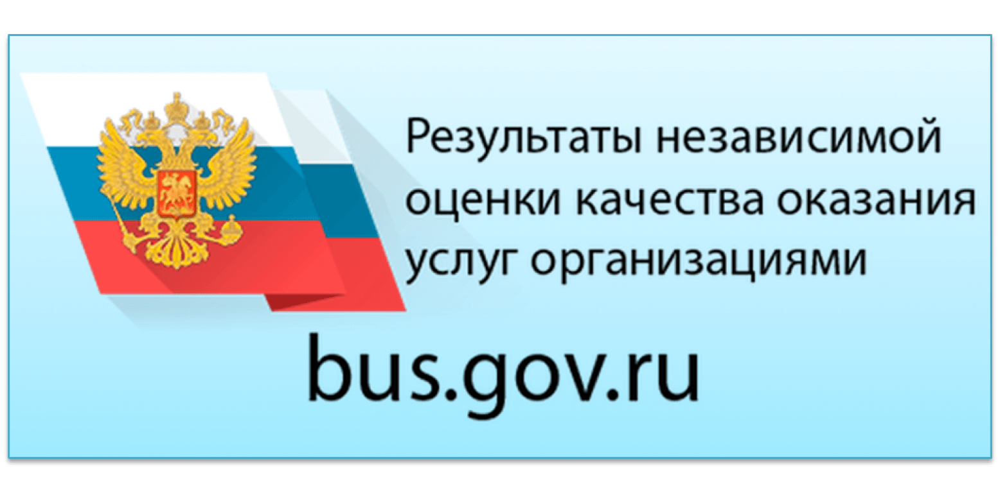 Результаты независимой
оценки качества оказания
услуг организациями
bus.gov.ru